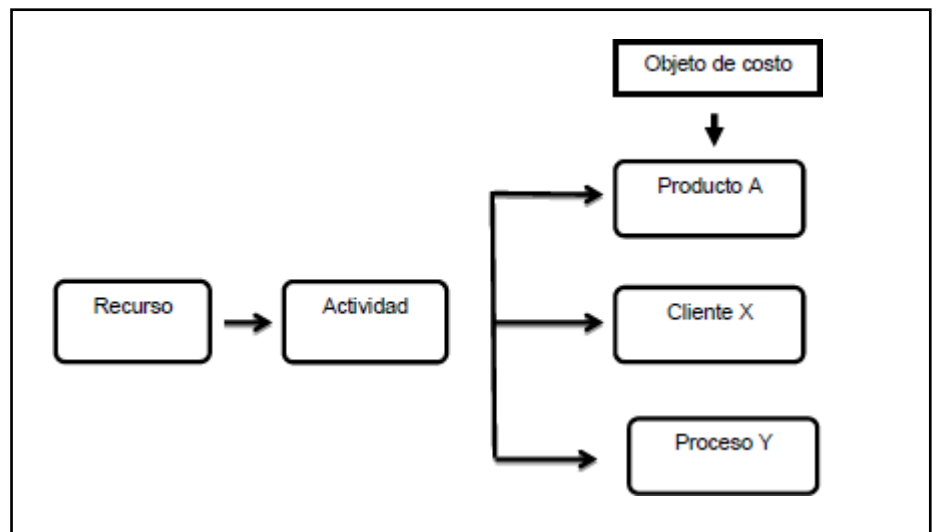 Objeto de costo
Producto A
Recurso
Actividad
Cliente X
Proceso Y